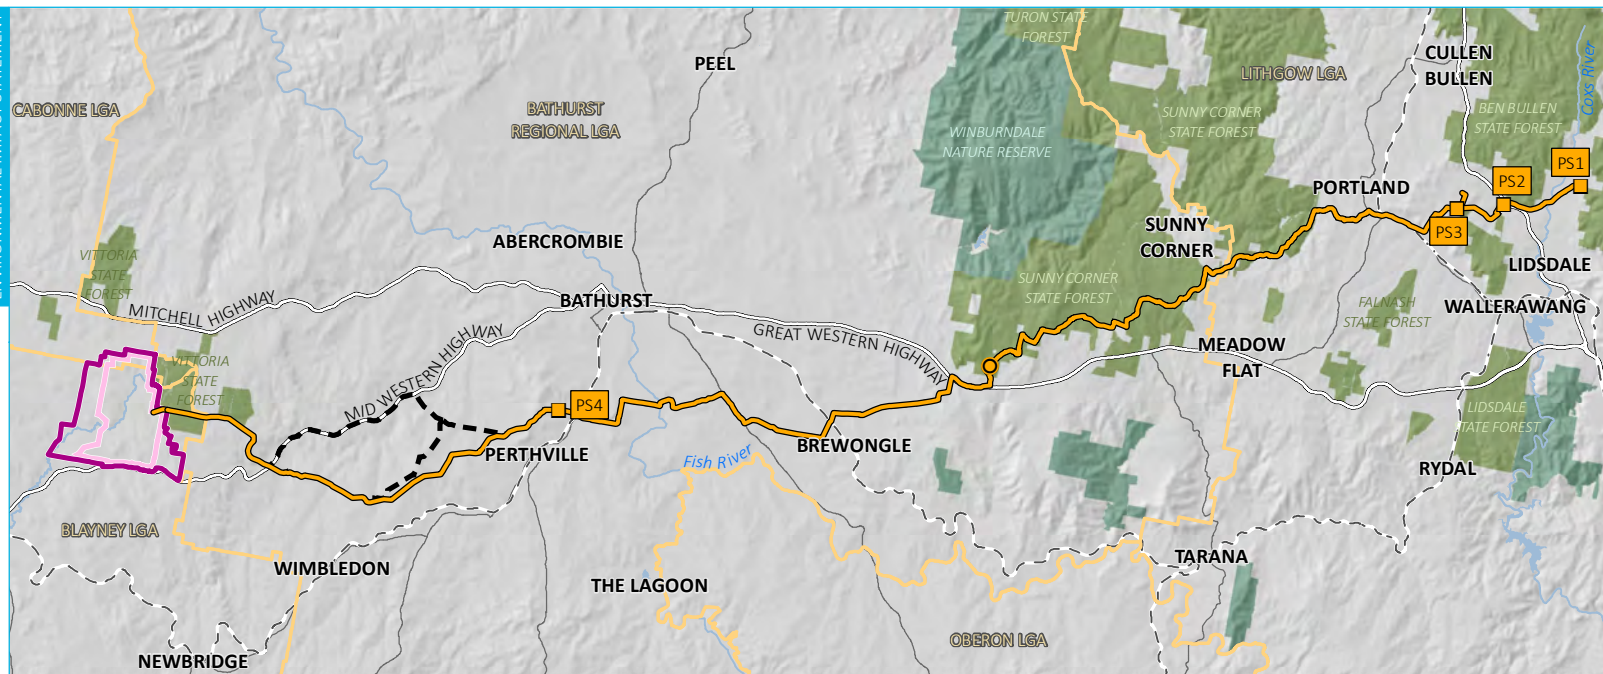 TURON STATE
FOREST
CULLEN
BULLEN
PEEL
LITHGOW LGA
Coxs River
CABONNE LGA
BATHURST
REGIONAL LGA
SUNNY CORNER
STATE FOREST
BEN BULLEN
STATE FOREST
WINBURNDALE
NATURE RESERVE
PS1
PS2
PORTLAND
PS3
SUNNY
CORNER
ABERCROMBIE
VITTORIA
STATE
FOREST
LIDSDALE
SUNNY CORNER
STATE FOREST
BATHURST
MITCHELL HIGHWAY
WALLERAWANG
FALNASH
STATE FOREST
GREAT WESTERN HIGHWAY
MID WESTERN HIGHWAY
MEADOW
FLAT
VITTORIA
STATE
FOREST
PS4
LIDSDALE
STATE FOREST
BREWONGLE
PERTHVILLE
Fish River
RYDAL
BLAYNEY LGA
WIMBLEDON
TARANA
THE LAGOON
OBERON LGA
NEWBRIDGE